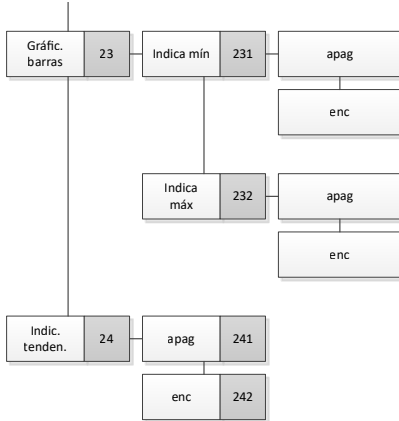 Gráfic.
barras
23
Indica mín
231
apag
enc
Indica
máx
232
apag
enc
Indic.
tenden.
24
apag
241
enc
242